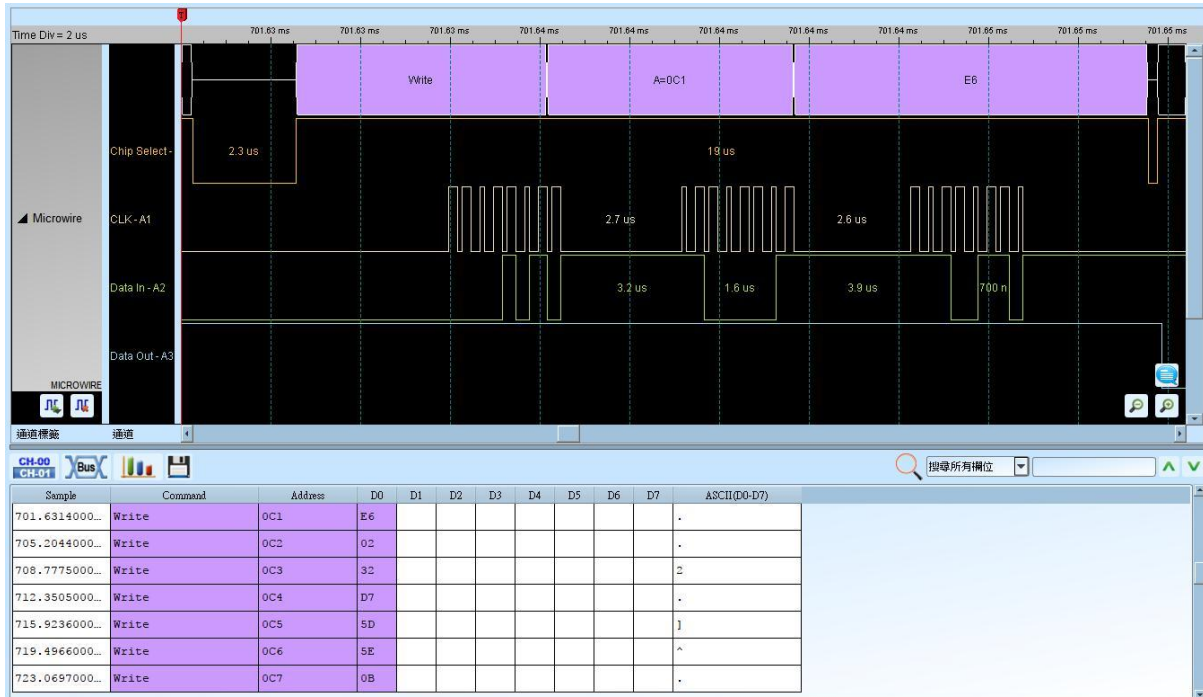 Time Div = 2 us 701.63 ms 701.63 ms 701.63 ms 701.64 ms 701.64 ms 701.64 ms 701.64 ms 701.64 ms 701.65 ms 701.65 ms 701.65 ms
Write A=0C1 E6
Chip Select- 2.3 us 19 us
Microwire CLK-A1 2.7 us 2.6 us
Data In-A2 3.2 us 1.6 us 3.9 us 700 n
Data Out-A3
MICROWIRE
通道標籤 通道
CH-00 Bus 搜尋所有欄位
CH-01
Sample Command Address D0 D1 D2 D3 D4 D5 D6 D7 ASCII(D0-D7)
701.6314000... Write 0C1 E6 .
705.2044000... Write 0C2 02 .
708.7775000... Write 0C3 32 2
712.3505000... Write 0C4 D7 .
715.9236000... Write 0C5 5D ]
719.4966000... Write 0C6 5E ^
723.0697000... Write 0C7 0B .